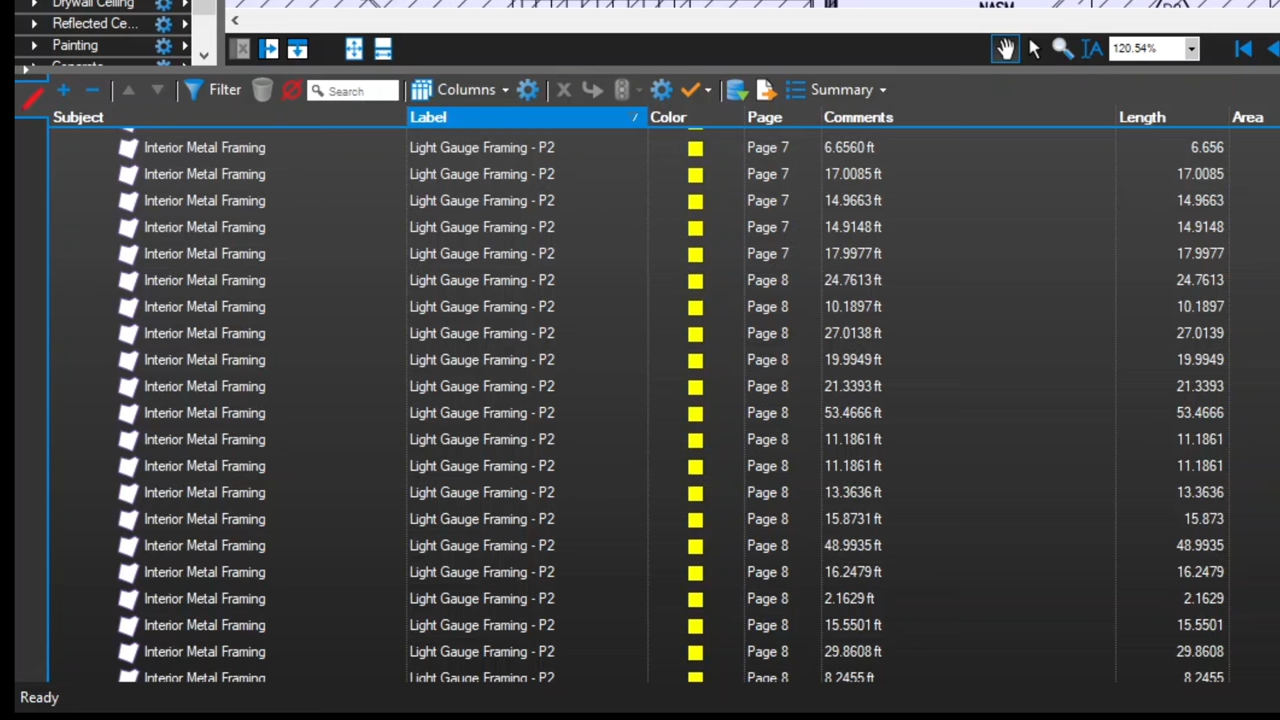 Drywall Ceiling
NASM
Reflected Ce...
Painting
120.54%
Filter
Search
Columns
Summary
Subject Label Color Page Comments Length Area
Interior Metal Framing Light Gauge Framing - P2 Page 7 6.6560 ft 6.656
Interior Metal Framing Light Gauge Framing - P2 Page 7 17.0085 ft 17.0085
Interior Metal Framing Light Gauge Framing - P2 Page 7 14.9663 ft 14.9663
Interior Metal Framing Light Gauge Framing - P2 Page 7 14.9148 ft 14.9148
Interior Metal Framing Light Gauge Framing - P2 Page 7 17.9977 ft 17.9977
Interior Metal Framing Light Gauge Framing - P2 Page 8 24.7613 ft 24.7613
Interior Metal Framing Light Gauge Framing - P2 Page 8 10.1897 ft 10.1897
Interior Metal Framing Light Gauge Framing - P2 Page 8 27.0138 ft 27.0139
Interior Metal Framing Light Gauge Framing - P2 Page 8 19.9949 ft 19.9949
Interior Metal Framing Light Gauge Framing - P2 Page 8 21.3393 ft 21.3393
Interior Metal Framing Light Gauge Framing - P2 Page 8 53.4666 ft 53.4666
Interior Metal Framing Light Gauge Framing - P2 Page 8 11.1861 ft 11.1861
Interior Metal Framing Light Gauge Framing - P2 Page 8 11.1861 ft 11.1861
Interior Metal Framing Light Gauge Framing - P2 Page 8 13.3636 ft 13.3636
Interior Metal Framing Light Gauge Framing - P2 Page 8 15.8731 ft 15.873
Interior Metal Framing Light Gauge Framing - P2 Page 8 48.9935 ft 48.9935
Interior Metal Framing Light Gauge Framing - P2 Page 8 16.2479 ft 16.2479
Interior Metal Framing Light Gauge Framing - P2 Page 8 2.1629 ft 2.1629
Interior Metal Framing Light Gauge Framing - P2 Page 8 15.5501 ft 15.5501
Interior Metal Framing Light Gauge Framing - P2 Page 8 29.8608 ft 29.8608
Interior Metal Framing Light Gauge Framing - P2 Page 8 8.2455 ft 8.2455
Ready